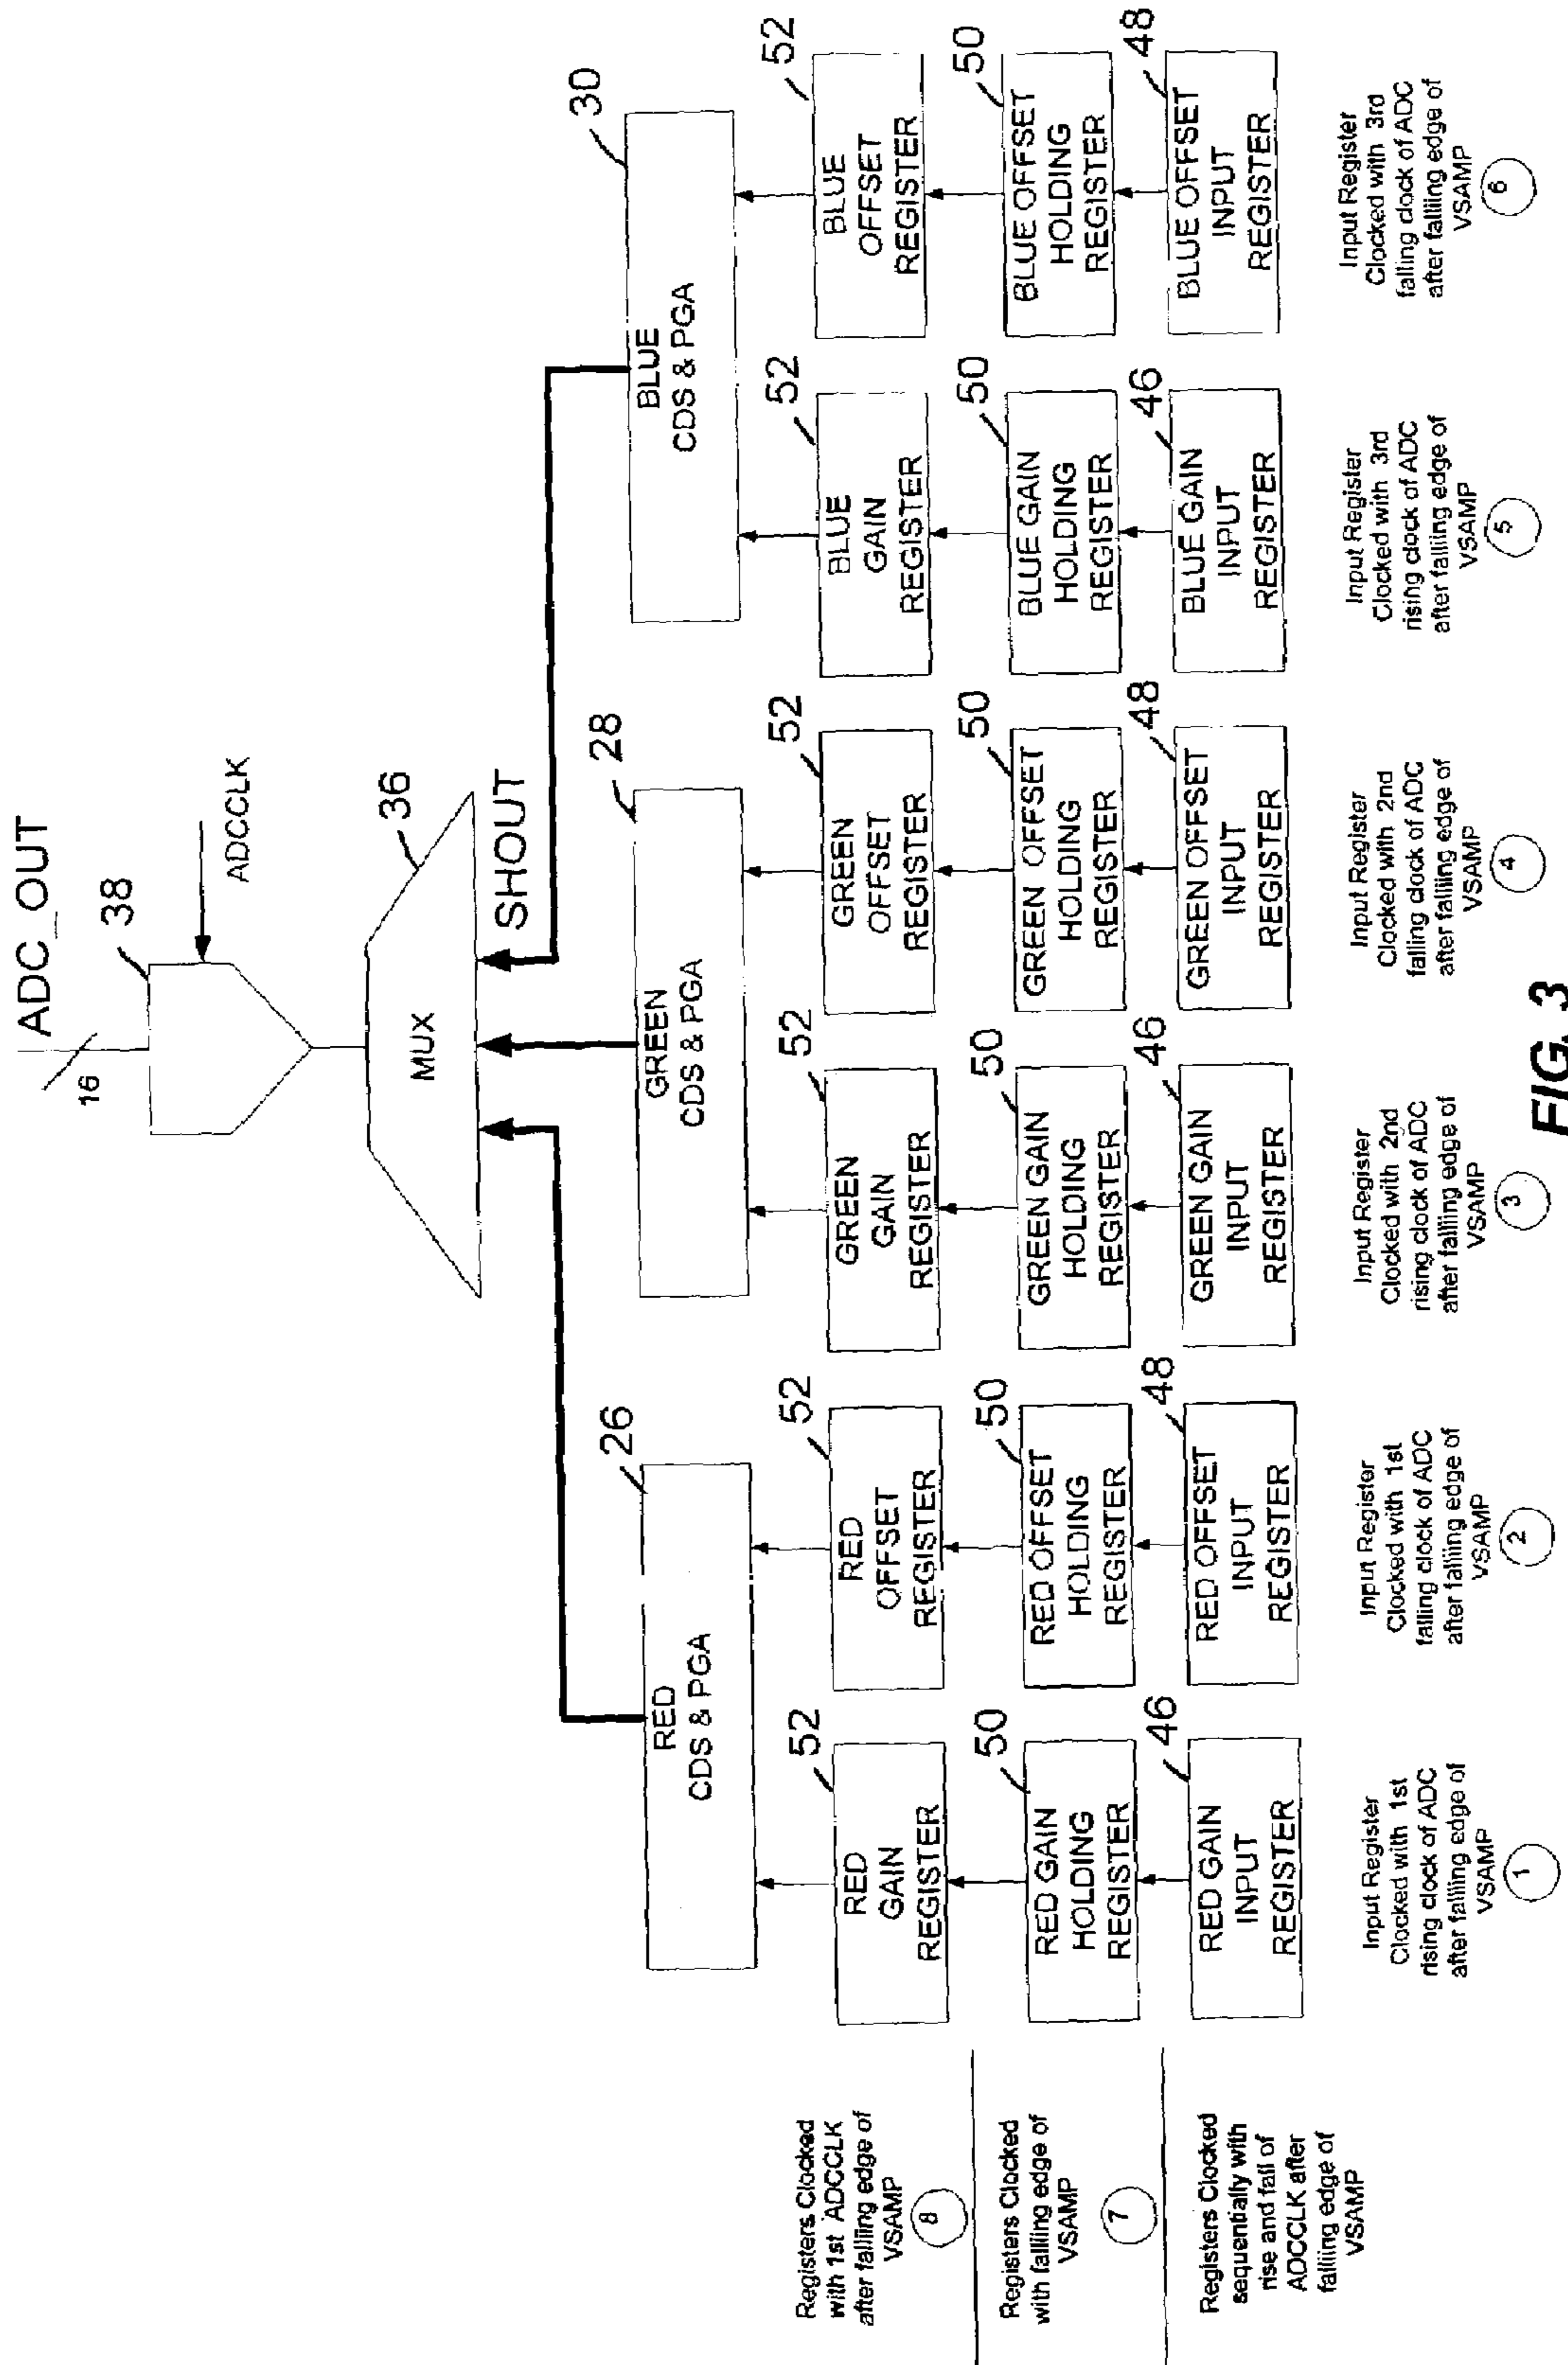 ADC_OUT
16
38
ADCCLK
36
MUX
SHOUT
26
RED
CDS & PGA
28
GREEN
CDS & PGA
30
BLUE
CDS & PGA
Registers Clocked
with 1st ADCCLK
after falling edge of
VSAMP
8
52
RED
GAIN
REGISTER
52
RED
OFFSET
REGISTER
52
GREEN
GAIN
REGISTER
52
GREEN
OFFSET
REGISTER
52
BLUE
GAIN
REGISTER
52
BLUE
OFFSET
REGISTER
Registers Clocked
with falling edge of
VSAMP
7
50
RED GAIN
HOLDING
REGISTER
50
RED OFFSET
HOLDING
REGISTER
50
GREEN GAIN
HOLDING
REGISTER
50
GREEN OFFSET
HOLDING
REGISTER
50
BLUE GAIN
HOLDING
REGISTER
50
BLUE OFFSET
HOLDING
REGISTER
Registers Clocked
sequentially with
rise and fall of
ADCCLK after
falling edge of
VSAMP
46
RED GAIN
INPUT
REGISTER
48
RED OFFSET
INPUT
REGISTER
46
GREEN GAIN
INPUT
REGISTER
48
GREEN OFFSET
INPUT
REGISTER
46
BLUE GAIN
INPUT
REGISTER
48
BLUE OFFSET
INPUT
REGISTER
Input Register
Clocked with 1st
rising clock of ADC
after falling edge of
VSAMP
1
Input Register
Clocked with 1st
falling clock of ADC
after falling edge of
VSAMP
2
Input Register
Clocked with 2nd
rising clock of ADC
after falling edge of
VSAMP
3
Input Register
Clocked with 2nd
falling clock of ADC
after falling edge of
VSAMP
4
Input Register
Clocked with 3rd
rising clock of ADC
after falling edge of
VSAMP
5
Input Register
Clocked with 3rd
falling clock of ADC
after falling edge of
VSAMP
6
FIG. 3